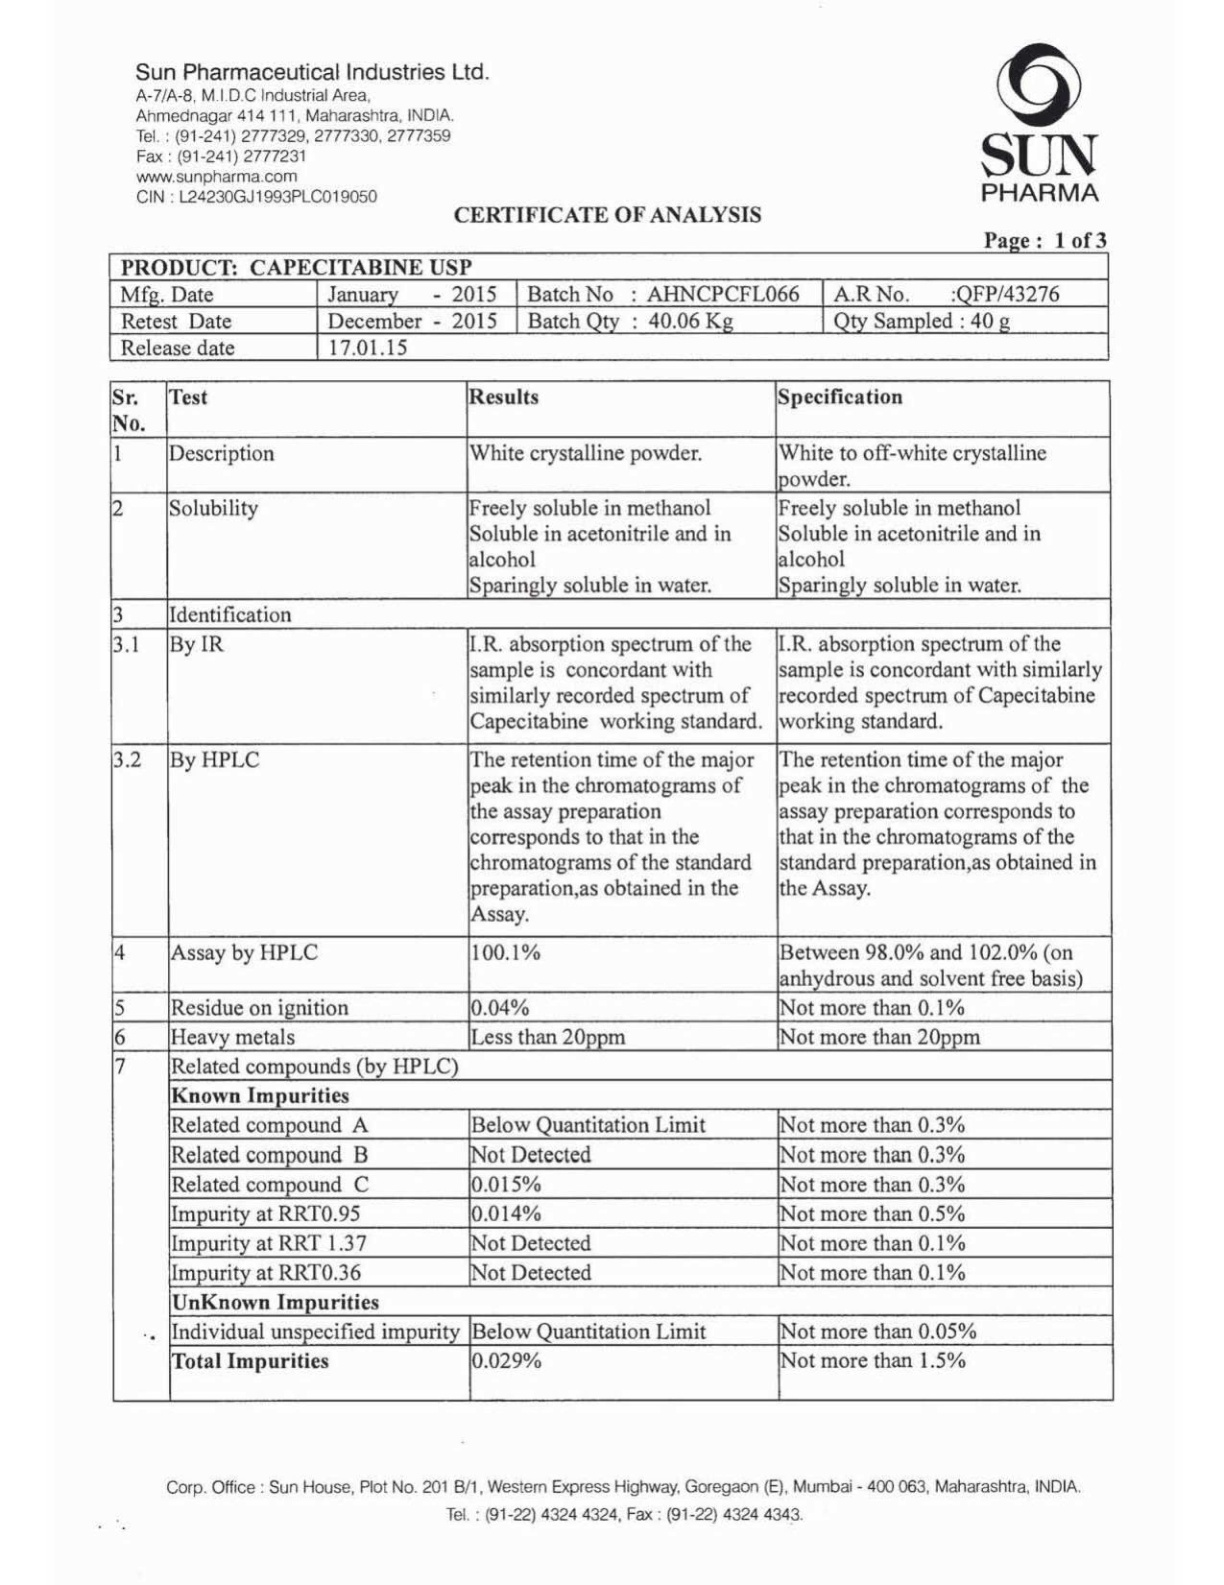 Sun Pharmaceutical Industries Ltd.
A-7/A-8, M.I.D.C Industrial Area,
Ahmednagar 414 111, Maharashtra, INDIA.
Tel. : (91-241) 2777329, 2777330, 2777359
Fax : (91-241) 2777231
www.sunpharma.com
CIN : L24230GJ1993PLC019050
SUN
PHARMA
CERTIFICATE OF ANALYSIS
Page : 1 of 3
PRODUCT: CAPECITABINE USP
Mfg. Date January - 2015 Batch No : AHNCPCFL066 A.R No. :QFP/43276
Retest Date December - 2015 Batch Qty : 40.06 Kg Qty Sampled : 40 g
Release date 17.01.15
Sr. Test Results Specification
No.
1 Description White crystalline powder. White to off-white crystalline
powder.
2 Solubility Freely soluble in methanol Freely soluble in methanol
Soluble in acetonitrile and in Soluble in acetonitrile and in
alcohol alcohol
Sparingly soluble in water. Sparingly soluble in water.
3 Identification
3.1 By IR I.R. absorption spectrum of the I.R. absorption spectrum of the
sample is concordant with sample is concordant with similarly
similarly recorded spectrum of recorded spectrum of Capecitabine
Capecitabine working standard. working standard.
3.2 By HPLC The retention time of the major The retention time of the major
peak in the chromatograms of peak in the chromatograms of the
the assay preparation assay preparation corresponds to
corresponds to that in the that in the chromatograms of the
chromatograms of the standard standard preparation,as obtained in
preparation,as obtained in the the Assay.
Assay.
4 Assay by HPLC 100.1% Between 98.0% and 102.0% (on
anhydrous and solvent free basis)
5 Residue on ignition 0.04% Not more than 0.1%
6 Heavy metals Less than 20ppm Not more than 20ppm
7 Related compounds (by HPLC)
Known Impurities
Related compound A Below Quantitation Limit Not more than 0.3%
Related compound B Not Detected Not more than 0.3%
Related compound C 0.015% Not more than 0.3%
Impurity at RRT0.95 0.014% Not more than 0.5%
Impurity at RRT 1.37 Not Detected Not more than 0.1%
Impurity at RRT0.36 Not Detected Not more than 0.1%
UnKnown Impurities
Individual unspecified impurity Below Quantitation Limit Not more than 0.05%
Total Impurities 0.029% Not more than 1.5%
Corp. Office : Sun House, Plot No. 201 B/1, Western Express Highway, Goregaon (E), Mumbai - 400 063, Maharashtra, INDIA.
Tel. : (91-22) 4324 4324, Fax : (91-22) 4324 4343.